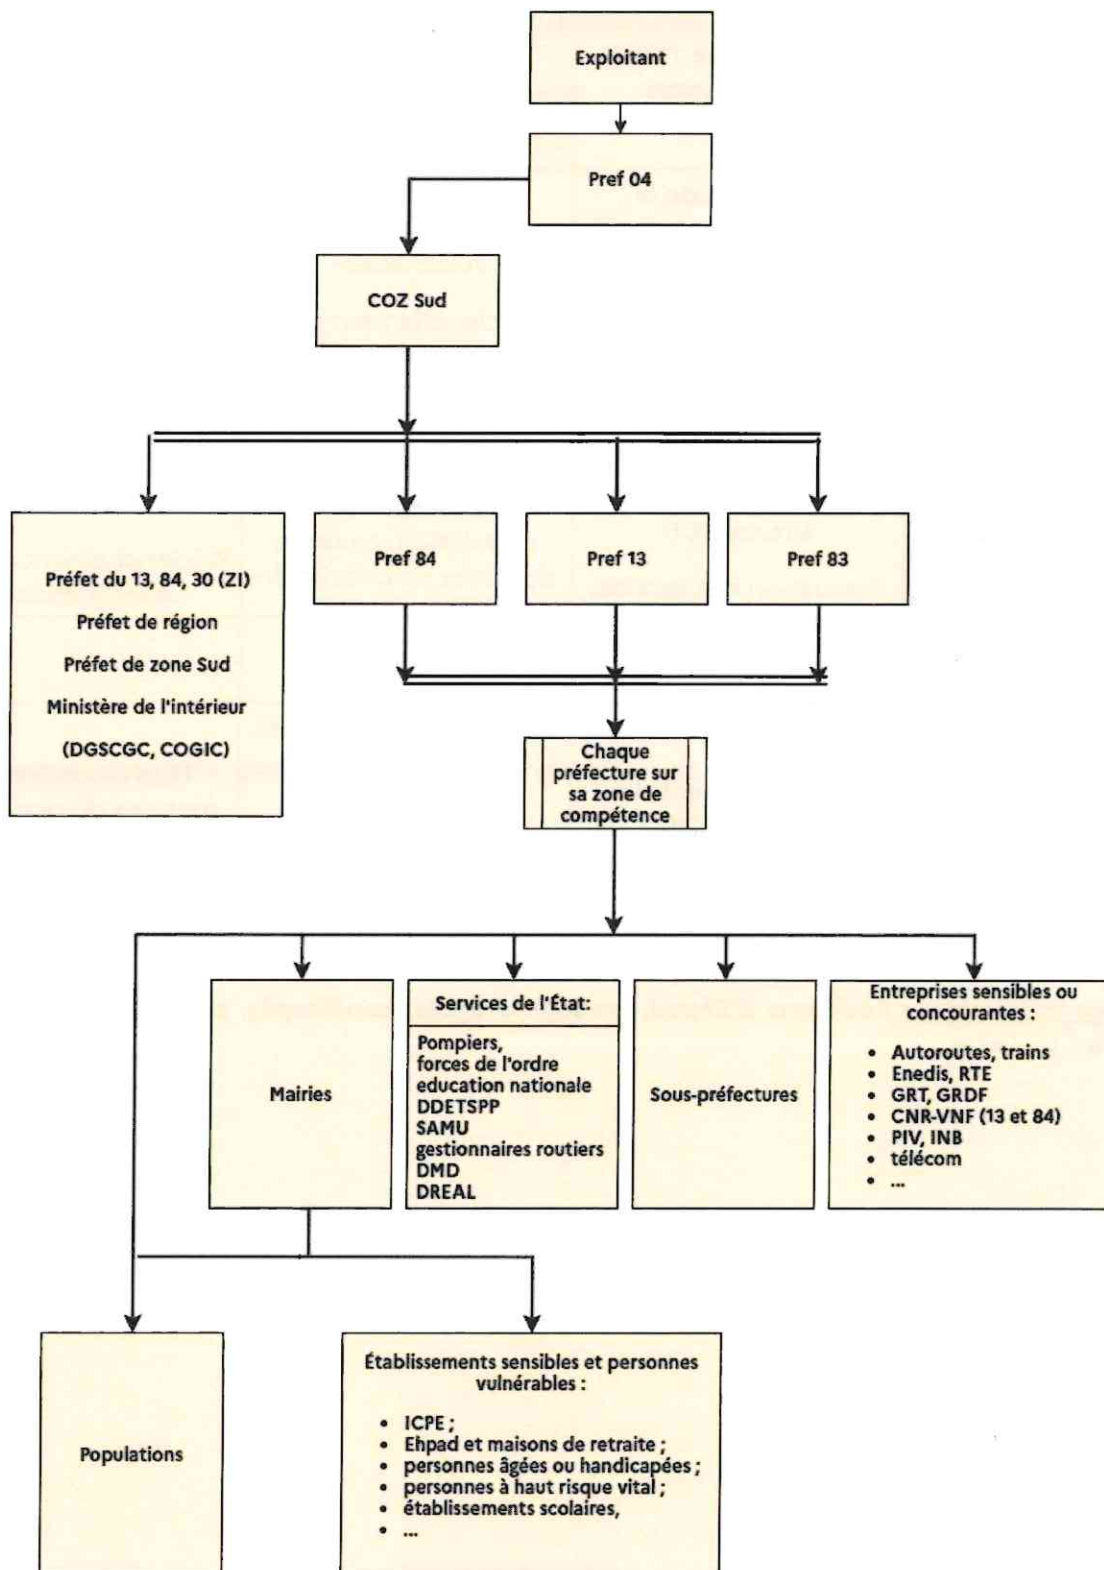 Exploitant
Pref 04
COZ Sud
Préfet du 13, 84, 30 (ZI)
Préfet de région
Préfet de zone Sud
Ministère de l'intérieur
(DGSCGC, COGIC)
Pref 84
Pref 13
Pref 83
Chaque
préfecture sur
sa zone de
compétence
Mairies
Services de l'État:
Pompiers,
forces de l'ordre
education nationale
DDETSPP
SAMU
gestionnaires routiers
DMD
DREAL
Sous-préfectures
Entreprises sensibles ou
concourantes :
• Autoroutes, trains
• Enedis, RTE
• GRT, GRDF
• CNR-VNF (13 et 84)
• PIV, INB
• télécom
• ...
Populations
Établissements sensibles et personnes
vulnérables :
• ICPE ;
• Ehpad et maisons de retraite ;
• personnes âgées ou handicapées ;
• personnes à haut risque vital ;
• établissements scolaires,
• ...